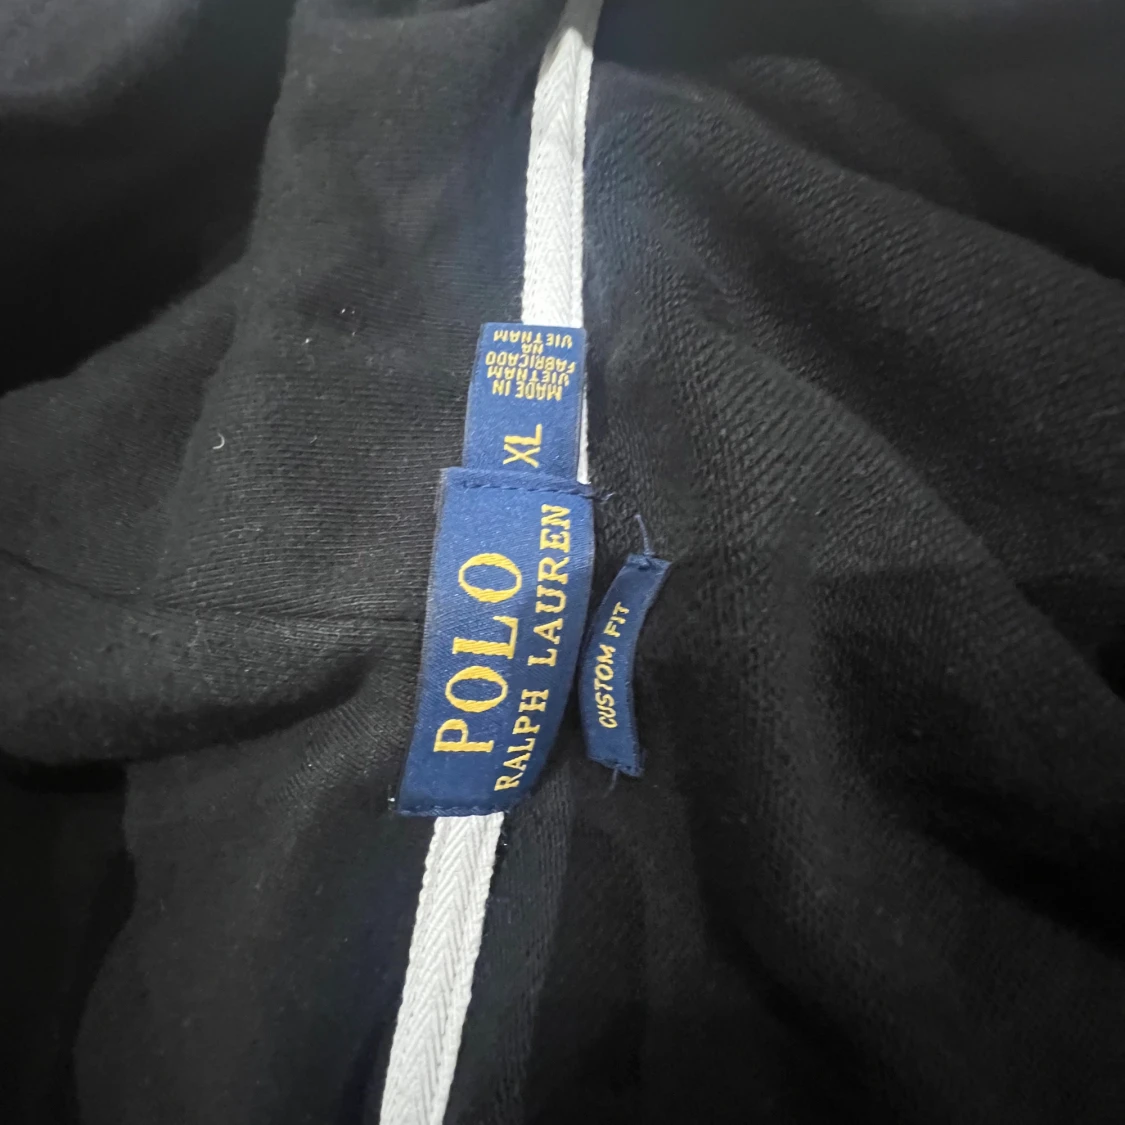 POLO
RALPH LAUREN
XL
MADE IN
VIETNAM
FABRICADO
NA
VIETNAM
CUSTOM FIT